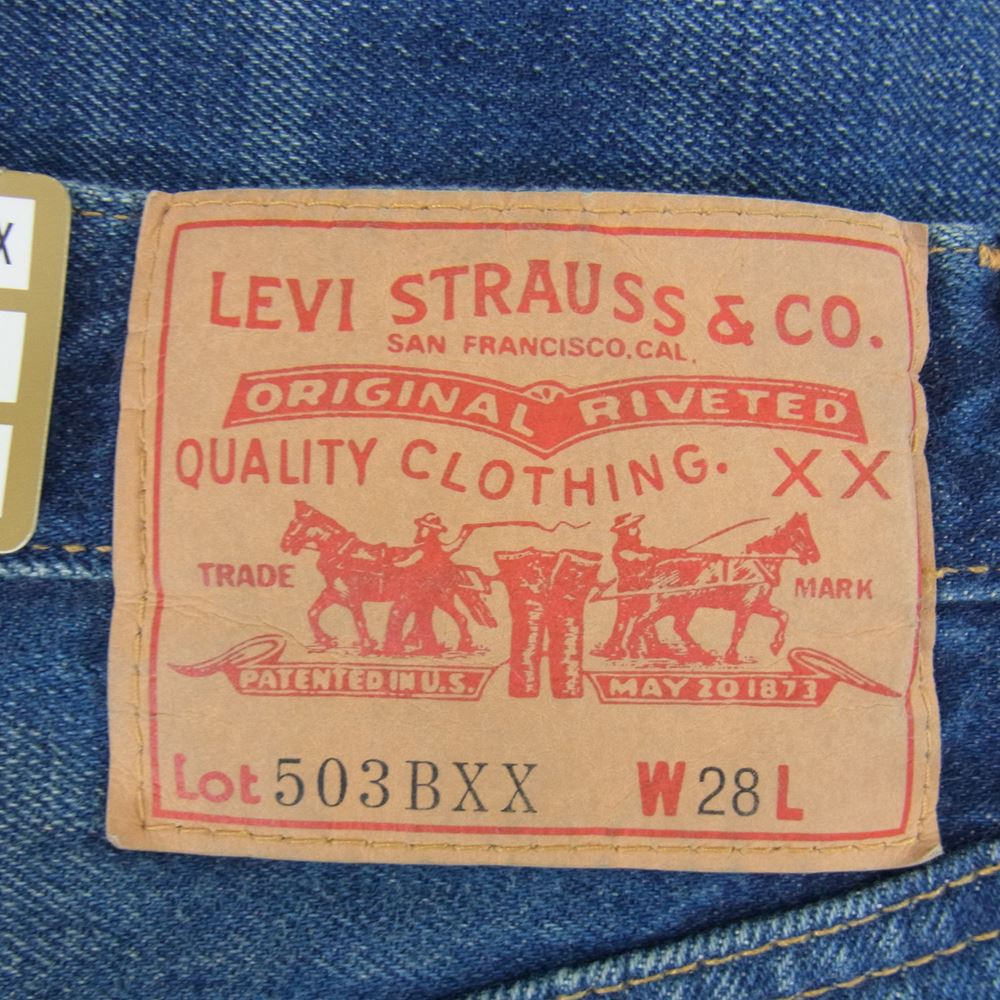 X
LEVI STRAUSS & CO.
SAN FRANCISCO, CAL.
ORIGINAL RIVETED
QUALITY CLOTHING. XX
TRADE MARK
PATENTED IN U.S. MAY 20 1873
Lot 503BXX W 28 L